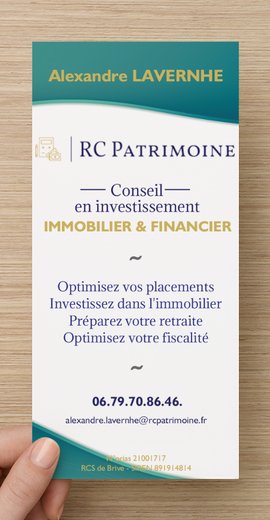 Alexandre LAVERNHE
RC PATRIMOINE
Conseil
en investissement
IMMOBILIER & FINANCIER
~
Optimisez vos placements
Investissez dans l'immobilier
Préparez votre retraite
Optimisez votre fiscalité
~
06.79.70.86.46.
alexandre.lavernhe@rcpatrimoine.fr
21001717
RCS de Brive - SIREN 891914814